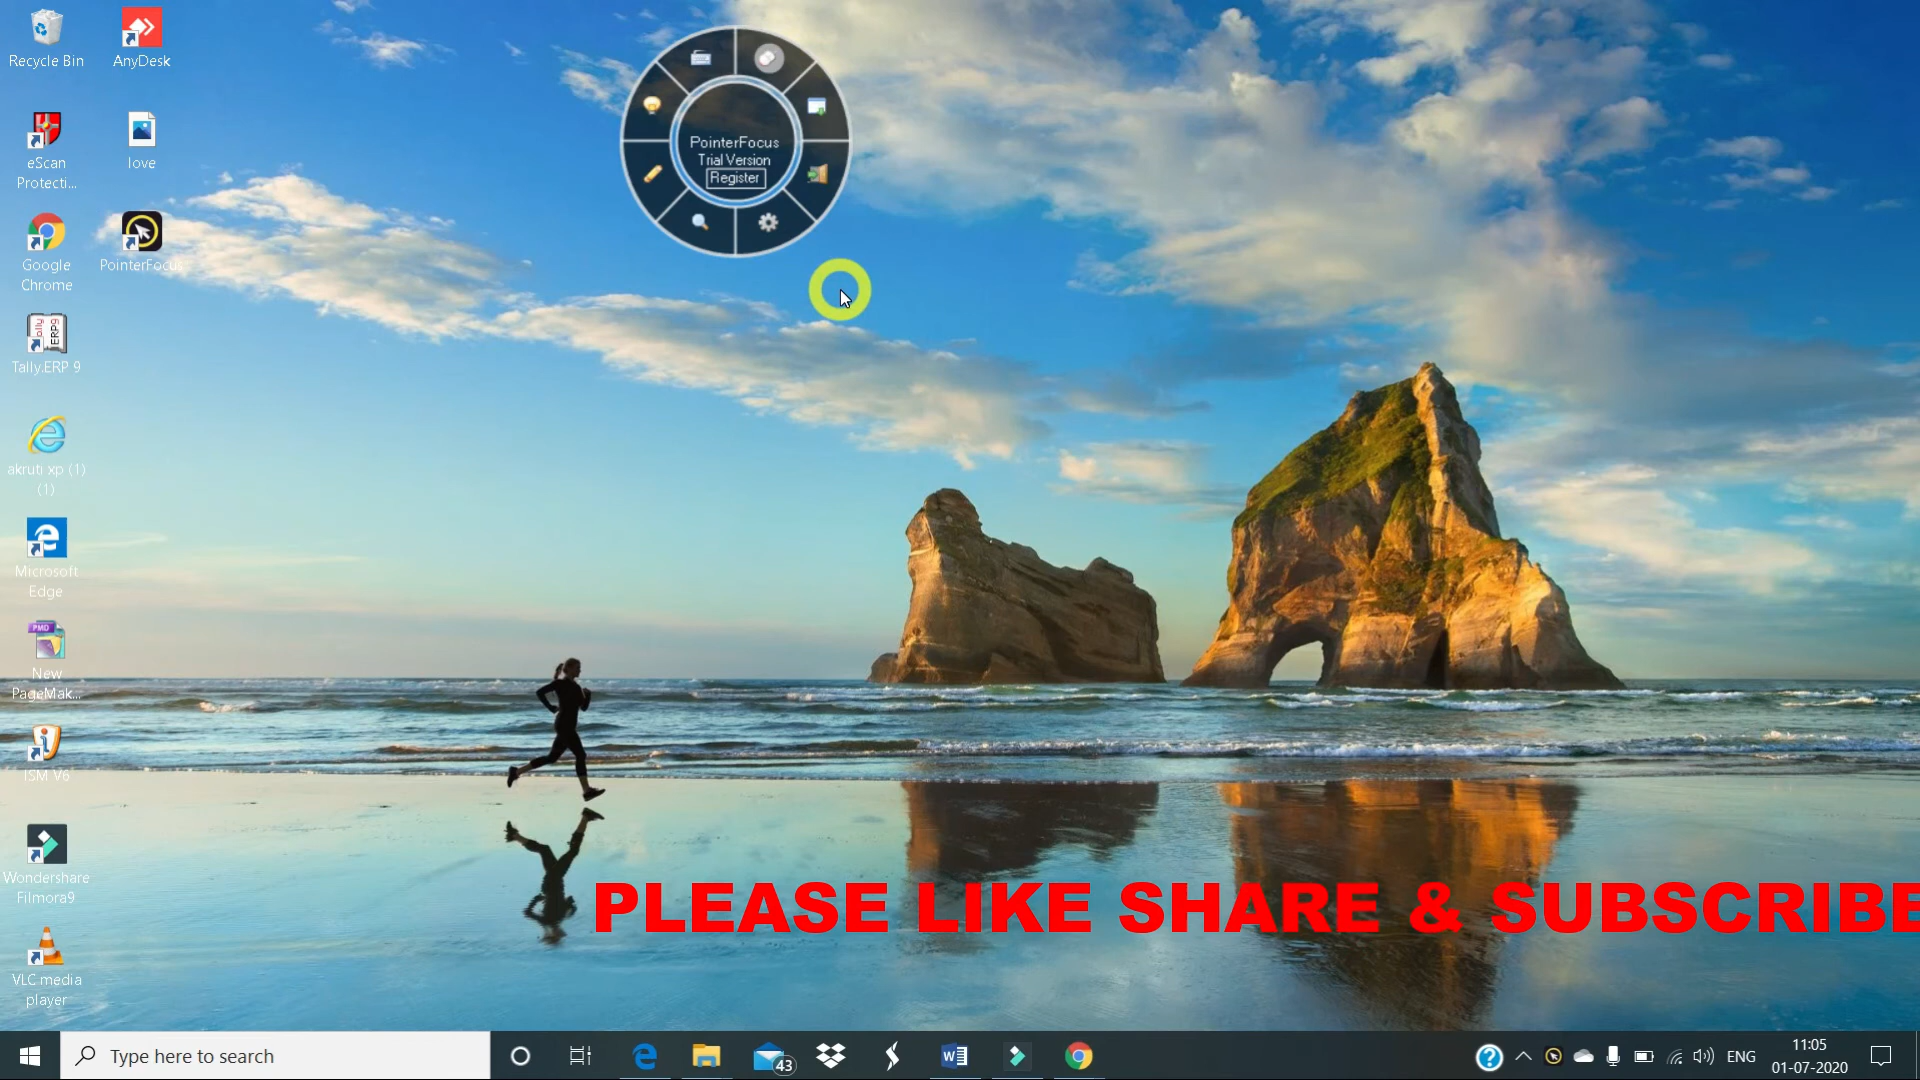 Recycle Bin
AnyDesk
eScan
Protecti...
love
Google
Chrome
PointerFocus
Tally.ERP 9
akruti xp (1)
(1)
Microsoft
Edge
PMD
New
PageMak...
ISM V6
Wondershare
Filmora9
VLC media
player
PointerFocus
Trial Version
Register
PLEASE LIKE SHARE & SUBSCRIBE
Type here to search
43
ENG
11:05
01-07-2020